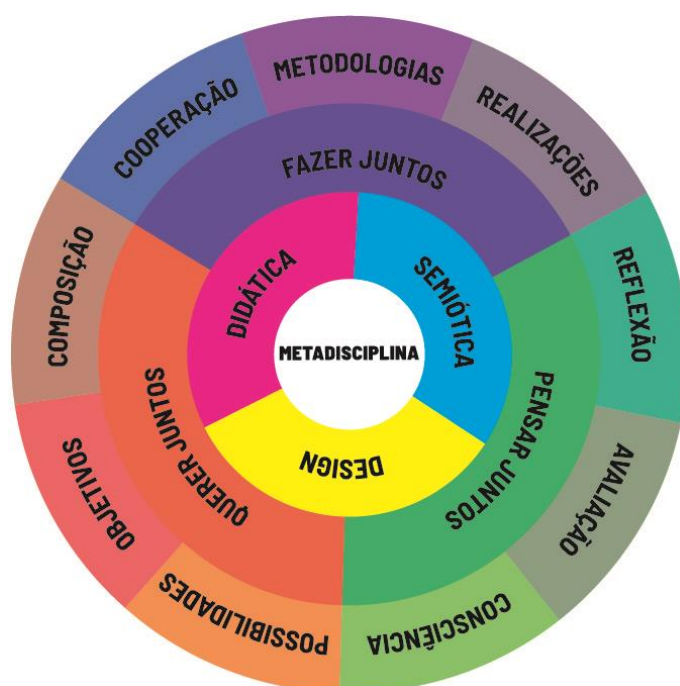 METODOLOGIAS
REALIZAÇÕES
REFLEXÃO
AVALIAÇÃO
CONSCIÊNCIA
POSSIBILIDADES
OBJETIVOS
COMPOSIÇÃO
COOPERAÇÃO
FAZER JUNTOS
PENSAR JUNTOS
QUERER JUNTOS
DIDÁTICA
SEMIÓTICA
DESIGN
METADISCIPLINA